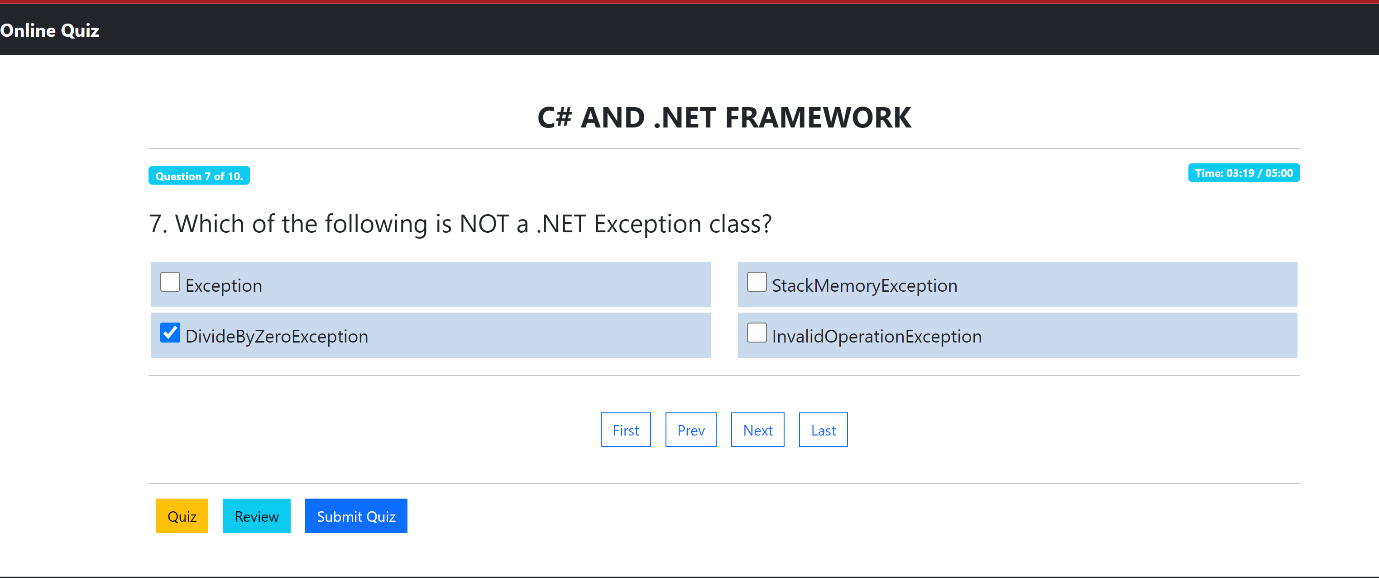 Online Quiz
C# AND .NET FRAMEWORK
Question 7 of 10.
Time: 03:19 / 05:00
7. Which of the following is NOT a .NET Exception class?
Exception
StackMemoryException
DivideByZeroException
InvalidOperationException
First Prev Next Last
Quiz Review Submit Quiz